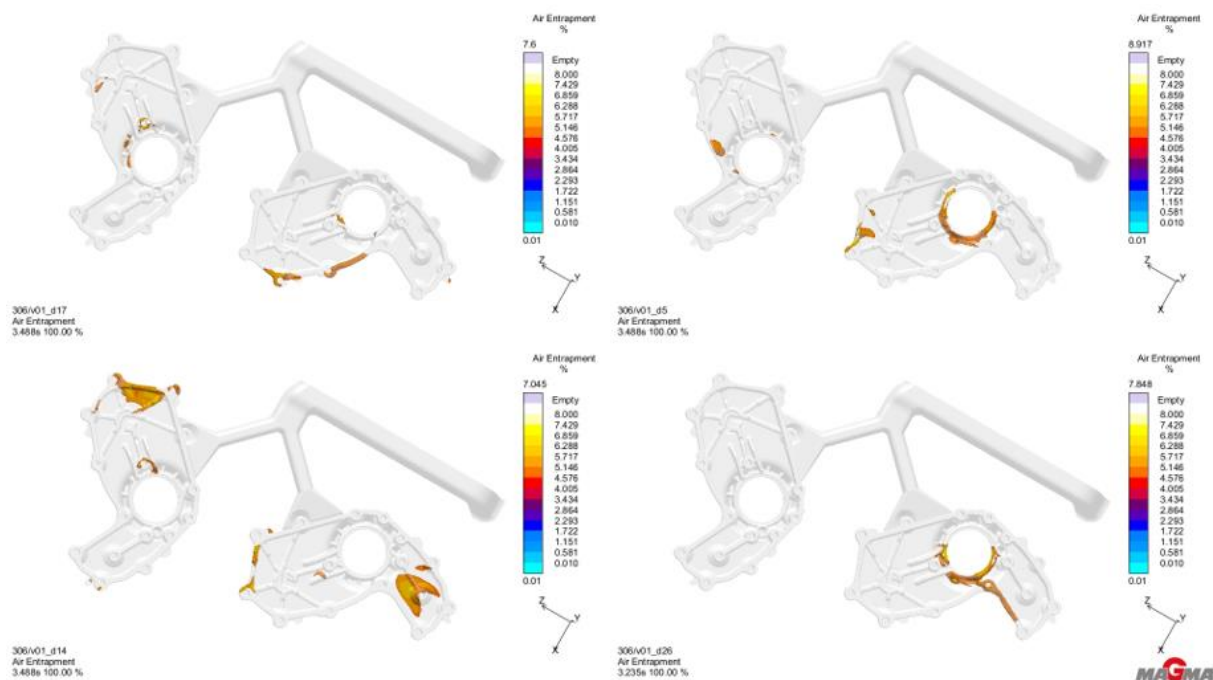 Air Entrapment
%
7.6
Empty
8.000
7.429
6.859
6.288
5.717
5.146
4.576
4.005
3.434
2.864
2.293
1.722
1.151
0.581
0.010
0.01
Z
Y
X
306/v01_d17
Air Entrapment
3.488s 100.00 %
Air Entrapment
%
8.917
Empty
8.000
7.429
6.859
6.288
5.717
5.146
4.576
4.005
3.434
2.864
2.293
1.722
1.151
0.581
0.010
0.01
Z
Y
X
306/v01_d5
Air Entrapment
3.488s 100.00 %
Air Entrapment
%
7.045
Empty
8.000
7.429
6.859
6.288
5.717
5.146
4.576
4.005
3.434
2.864
2.293
1.722
1.151
0.581
0.010
0.01
Z
Y
X
306/v01_d14
Air Entrapment
3.488s 100.00 %
Air Entrapment
%
7.848
Empty
8.000
7.429
6.859
6.288
5.717
5.146
4.576
4.005
3.434
2.864
2.293
1.722
1.151
0.581
0.010
0.01
Z
Y
X
306/v01_d26
Air Entrapment
3.235s 100.00 %
MAGMA